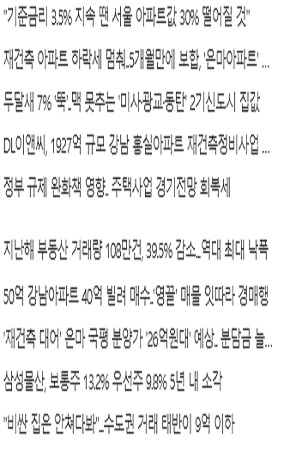 "기준금리 3.5% 지속 땐 서울 아파트값 30% 떨어질 것"
재건축 아파트 하락세 멈춰...5개월만에 보합, '은마아파트' ...
두달새 7% '뚝'..맥 못추는 '미사·광교·동탄' 2기신도시 집값
DL이앤씨, 1927억 규모 강남 홍실아파트 재건축정비사업 ...
정부 규제 완화책 영향.. 주택사업 경기전망 회복세
지난해 부동산 거래량 108만건, 39.5% 감소...역대 최대 낙폭
50억 강남아파트 40억 빌려 매수..'영끌' 매물 잇따라 경매행
'재건축 대어' 은마 국평 분양가 '26억원대' 예상.. 분담금 늘...
삼성물산, 보통주 13.2% 우선주 9.8% 5년 내 소각
"비싼 집은 안쳐다봐"...수도권 거래 태반이 9억 이하